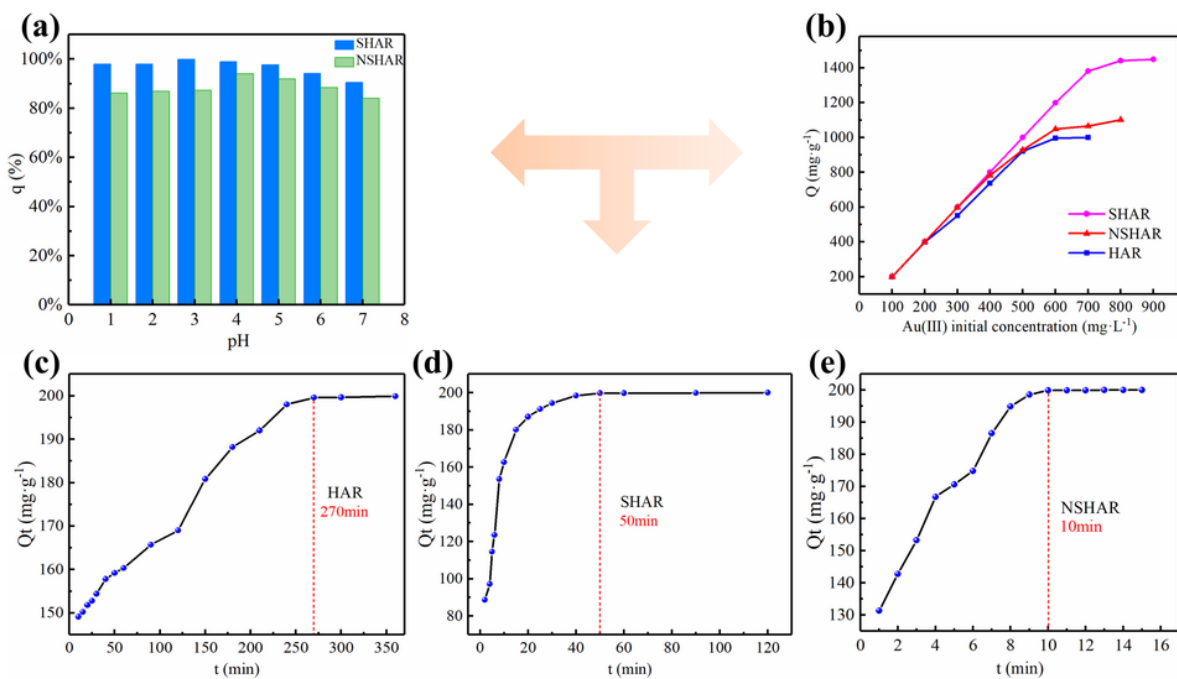 (a)
SHAR
NSHAR
100%
80%
60%
40%
20%
0%
q (%)
0 1 2 3 4 5 6 7 8
pH
(b)
1400
1200
1000
800
600
400
200
Q (mg·g-1)
SHAR
NSHAR
HAR
100 200 300 400 500 600 700 800 900
Au(III) initial concentration (mg·L-1)
(c)
200
190
180
170
160
150
Qt (mg·g-1)
HAR
270min
0 50 100 150 200 250 300 350
t (min)
(d)
200
180
160
140
120
100
80
Qt (mg·g-1)
SHAR
50min
0 20 40 60 80 100 120
t (min)
(e)
200
190
180
170
160
150
140
130
Qt (mg·g-1)
NSHAR
10min
0 2 4 6 8 10 12 14 16
t (min)